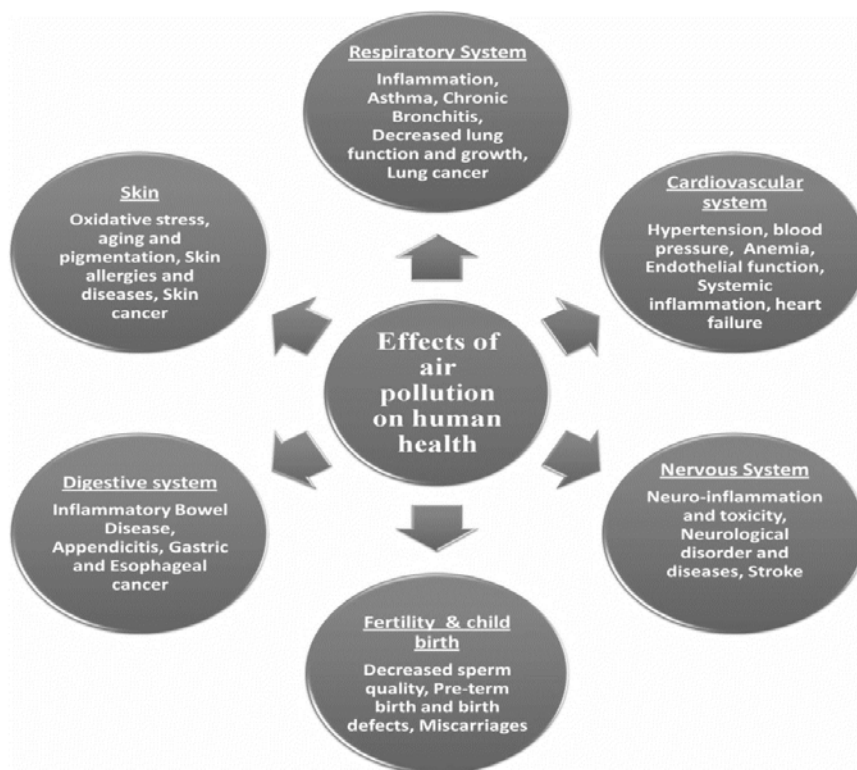 Respiratory System
Inflammation,
Asthma, Chronic
Bronchitis,
Decreased lung
function and growth,
Lung cancer
Skin
Oxidative stress,
aging and
pigmentation, Skin
allergies and
diseases, Skin
cancer
Cardiovascular
system
Hypertension, blood
pressure, Anemia,
Endothelial function,
Systemic
inflammation, heart
failure
Effects of
air
pollution
on human
health
Digestive system
Inflammatory Bowel
Disease,
Appendicitis, Gastric
and Esophageal
cancer
Nervous System
Neuro-inflammation
and toxicity,
Neurological
disorder and
diseases, Stroke
Fertility & child
birth
Decreased sperm
quality, Pre-term
birth and birth
defects, Miscarriages